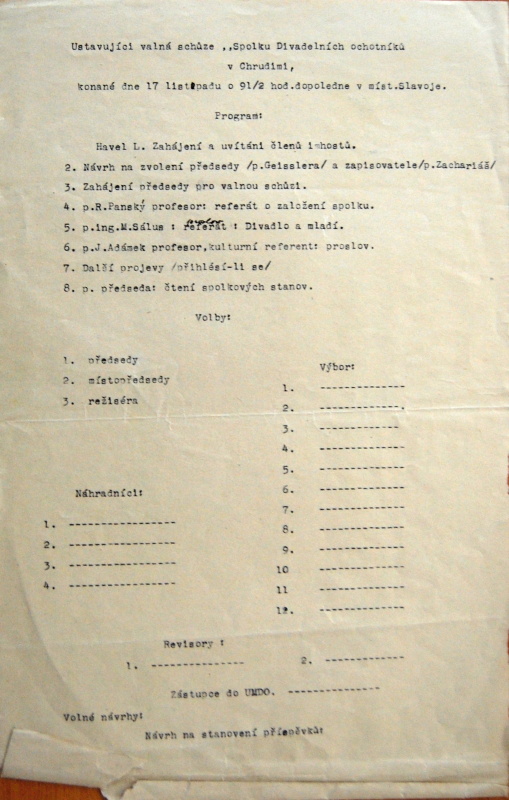 Ustavujíci valná schůze ,,Spolku Divadelních ochotníků
v Chrudimi,
konané dne 17 listopadu o 91/2 hod.dopoledne v míst.Slavoje.
Program:
Havel L. Zahájení a uvítáni členů i hostů.
2. Návrh na zvolení předsedy /p.Geisslera/ a zapisovatele/p.Zachariáš/
3. Zahájení předsedy pro valnou schůzi.
4. p.R.Panský profesor: referát o založení spolku.
5. p.ing.M.Sálus : referát : Divadlo a mladí.
6. p.J.Adámek profesor,kulturní referent: proslov.
7. Další projevy /přihlésí-li se/
8. p. předseda: čtení spolkových stanov.
Volby:
1. předsedy
2. místopředsedy
3. režiséra
Výbor:
1. --------------
2. --------------.
3. -------------
4. --------------
5. --------------
6. --------------
7. --------------
8. --------------
9. --------------
10 --------------
11 --------------
12. --------------
Náhradníci:
1. ----------------
2. ----------------
3. ----------------
4. ----------------
Revisory :
1. -------------- 2. ------------
Zástupce do UMDO. --------------
Volné návrhy:
Návrh na stanovení příspěvků: